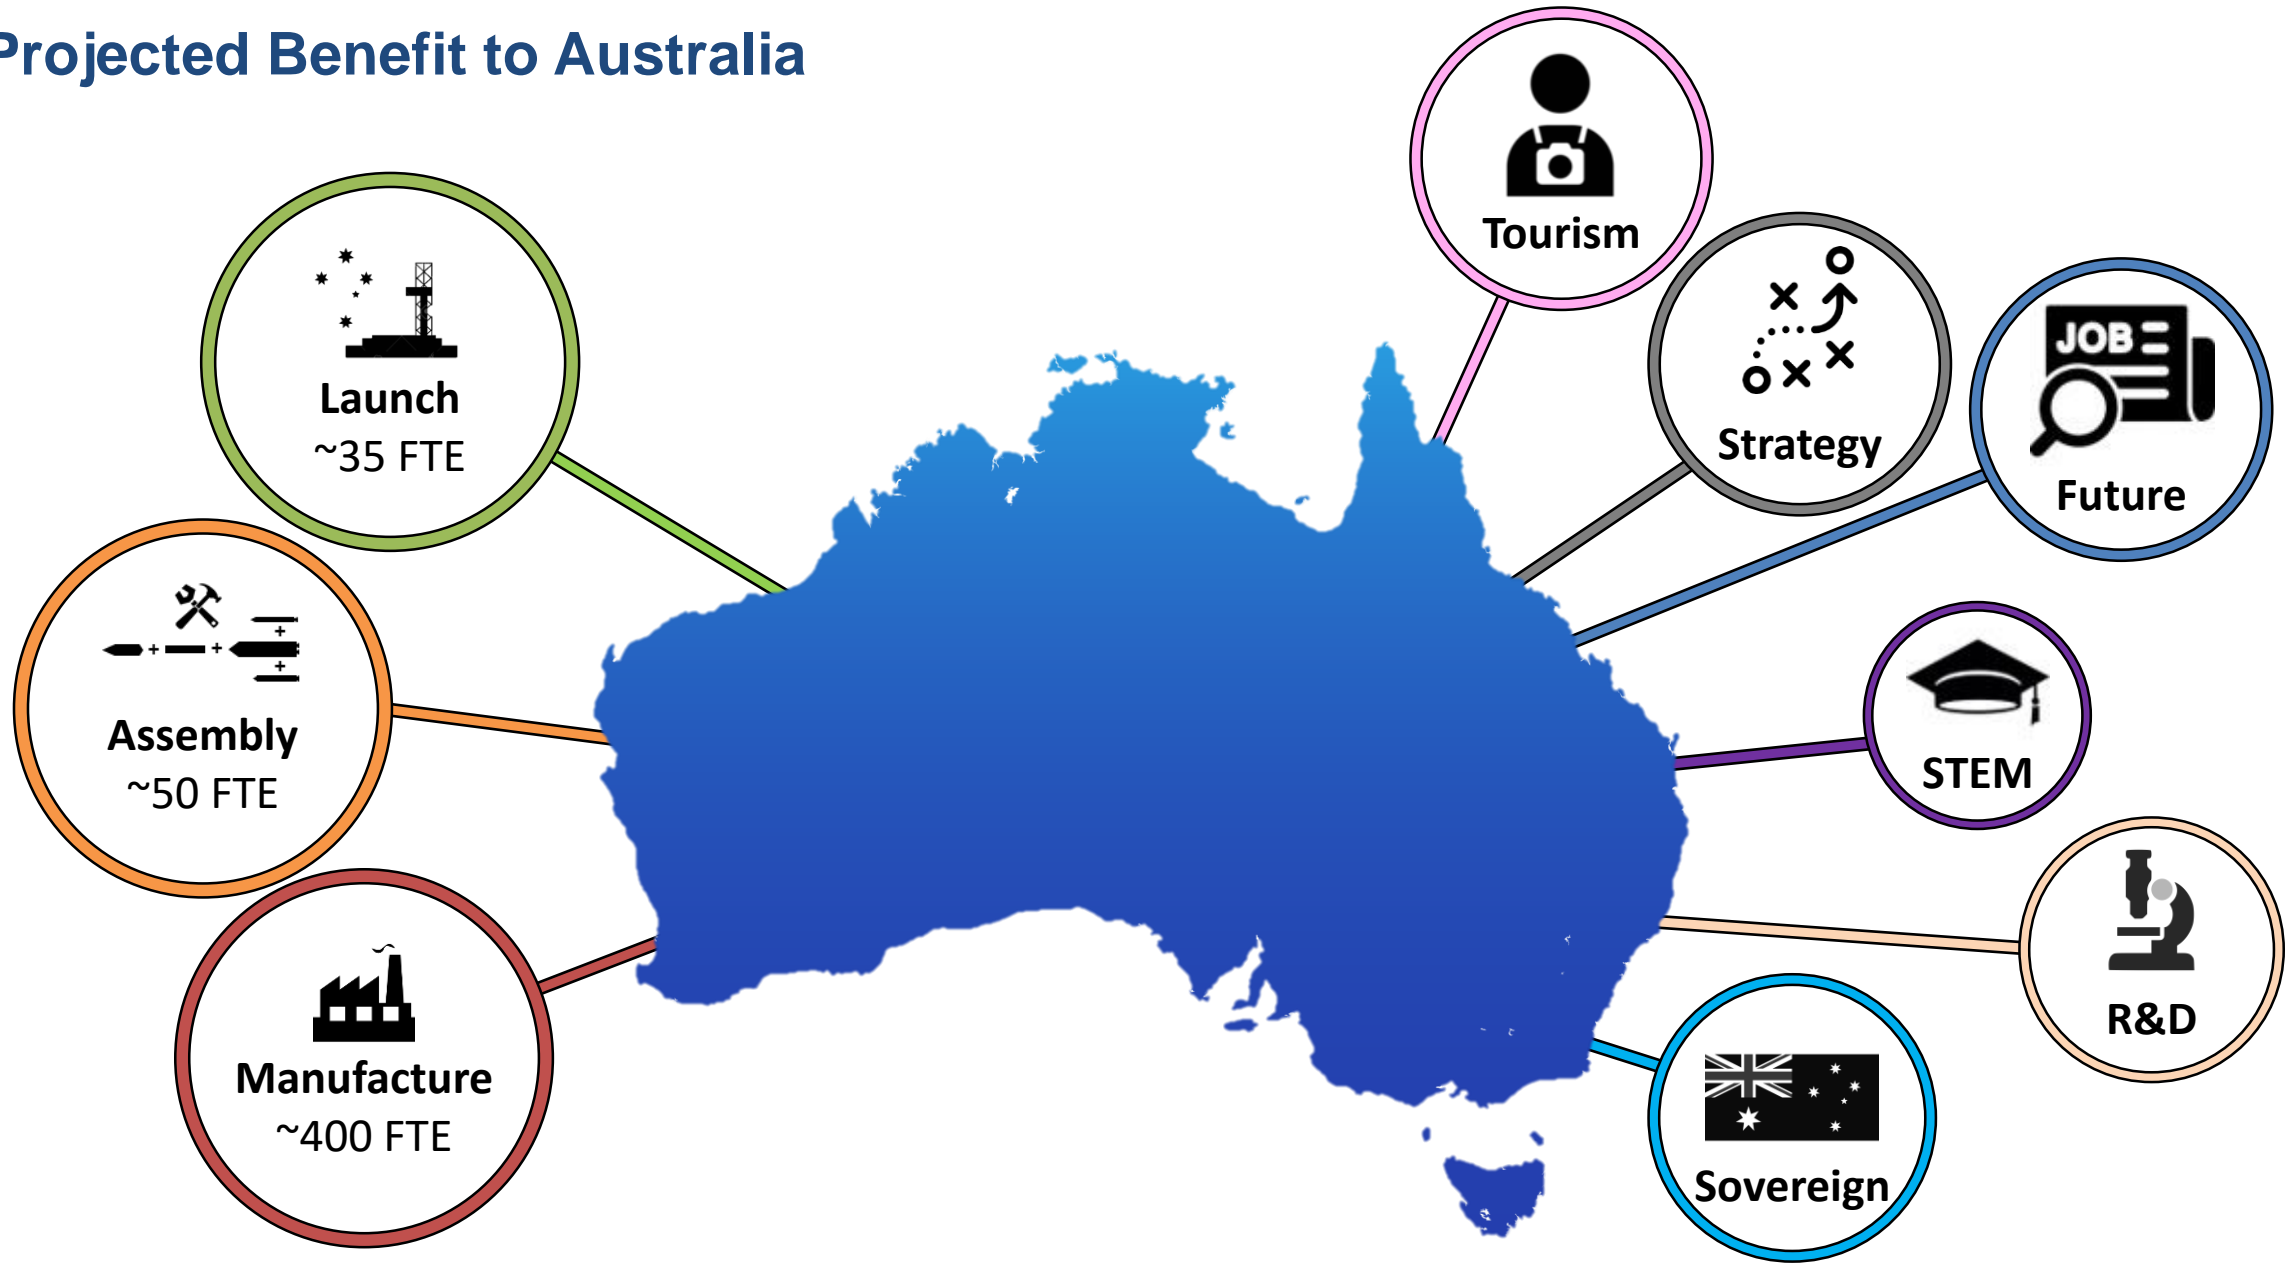 Projected Benefit to Australia
Launch
~35 FTE
Assembly
~50 FTE
Manufacture
~400 FTE
Tourism
Strategy
JOB
Future
STEM
R&D
Sovereign